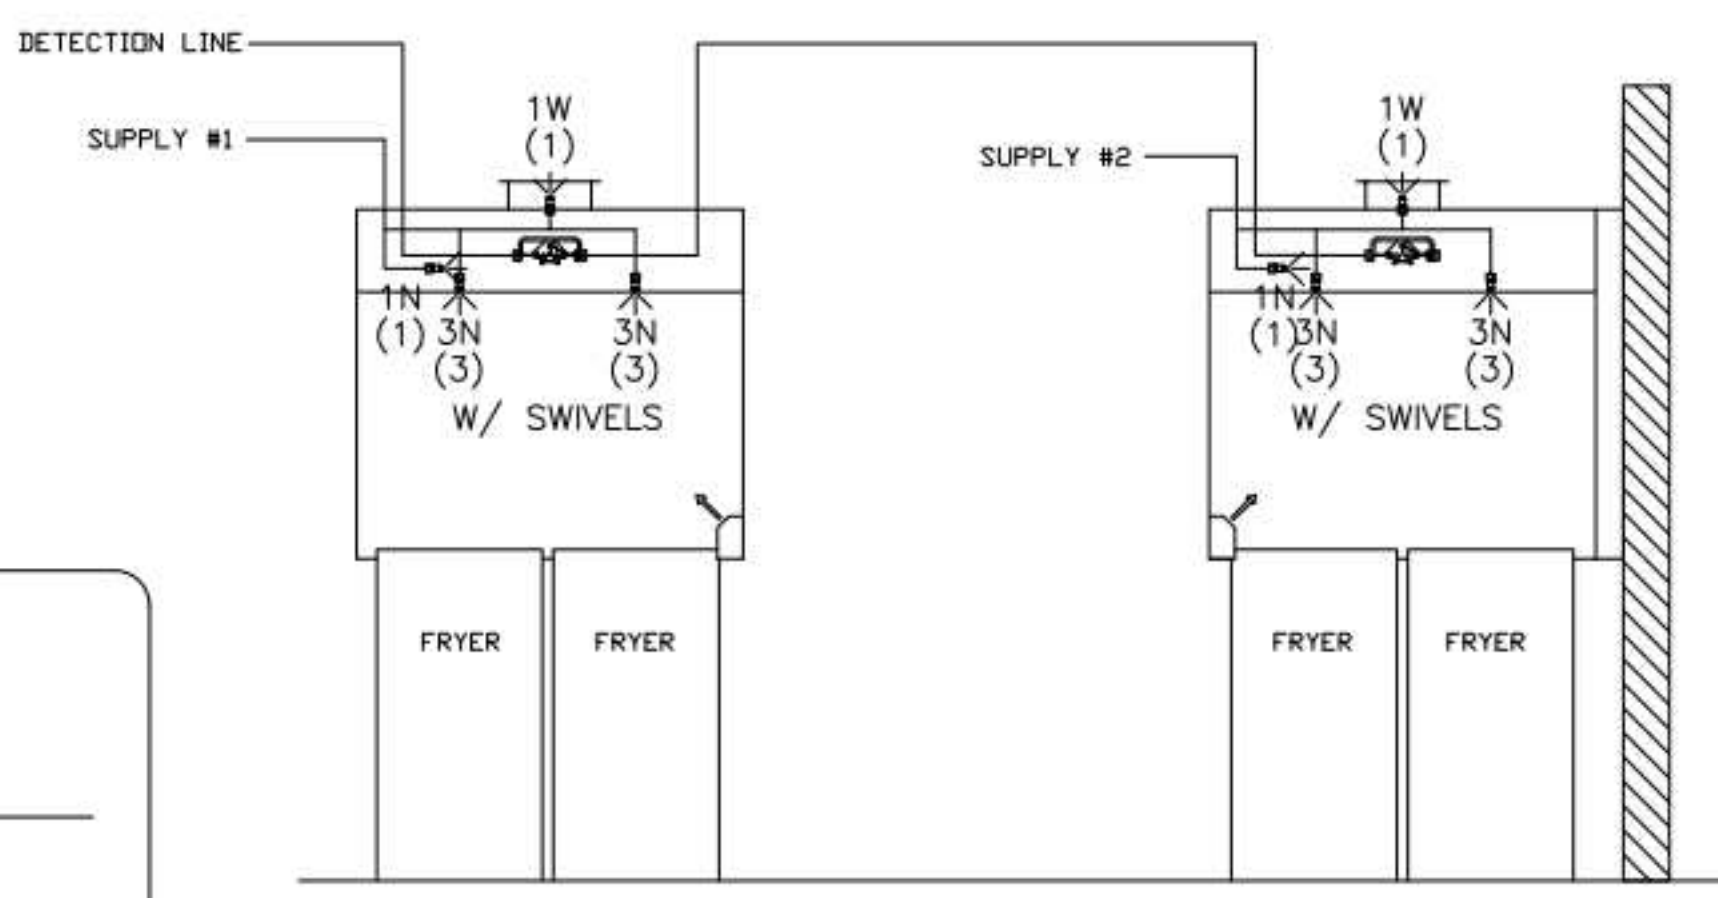 DETECTION LINE
SUPPLY #1
1W
(1)
SUPPLY #2
1W
(1)
1N
(1)
3N
(3)
3N
(3)
W/ SWIVELS
1N
(1)
3N
(3)
3N
(3)
W/ SWIVELS
FRYER
FRYER
FRYER
FRYER